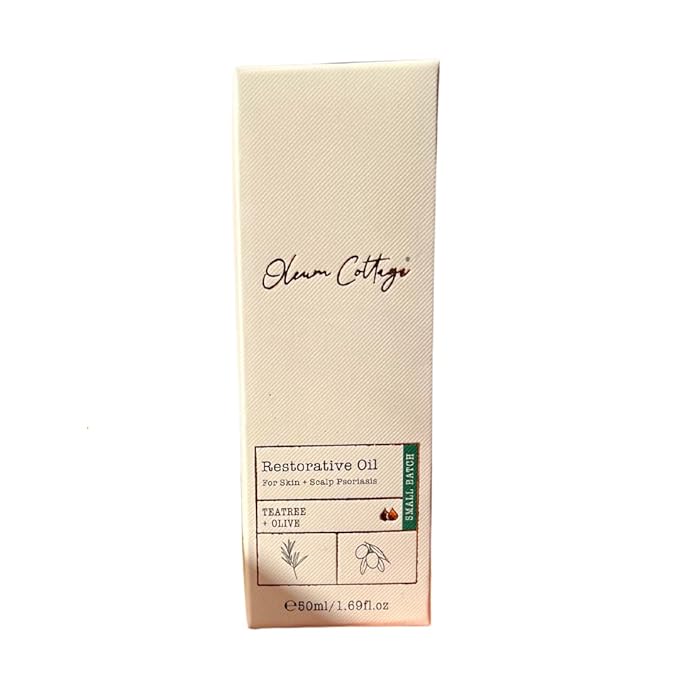 Oleum Cottage®
Restorative Oil
For Skin + Scalp Psoriasis
TEATREE
+ OLIVE
SMALL BATCH
℮50ml/1.69fl.oz